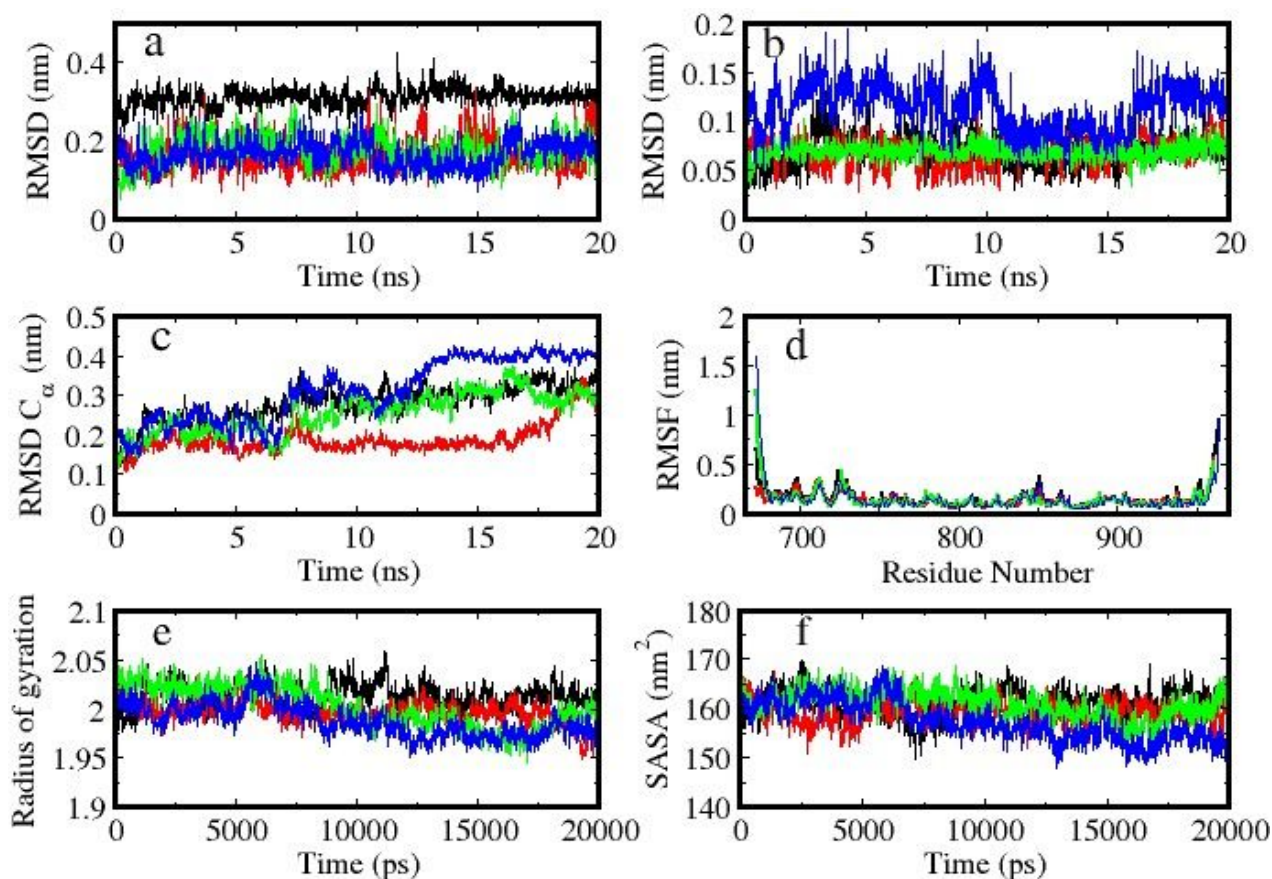 a
RMSD (nm)
0.4
0.2
0
0 5 10 15 20
Time (ns)
b
RMSD (nm)
0.2
0.15
0.1
0.05
0
0 5 10 15 20
Time (ns)
c
RMSD Cα (nm)
0.5
0.4
0.3
0.2
0.1
0
0 5 10 15 20
Time (ns)
d
RMSF (nm)
2
1.5
1
0.5
0
700 800 900
Residue Number
e
Radius of gyration
2.1
2.05
2
1.95
1.9
0 5000 10000 15000 20000
Time (ps)
f
SASA (nm²)
180
170
160
150
140
0 5000 10000 15000 20000
Time (ps)